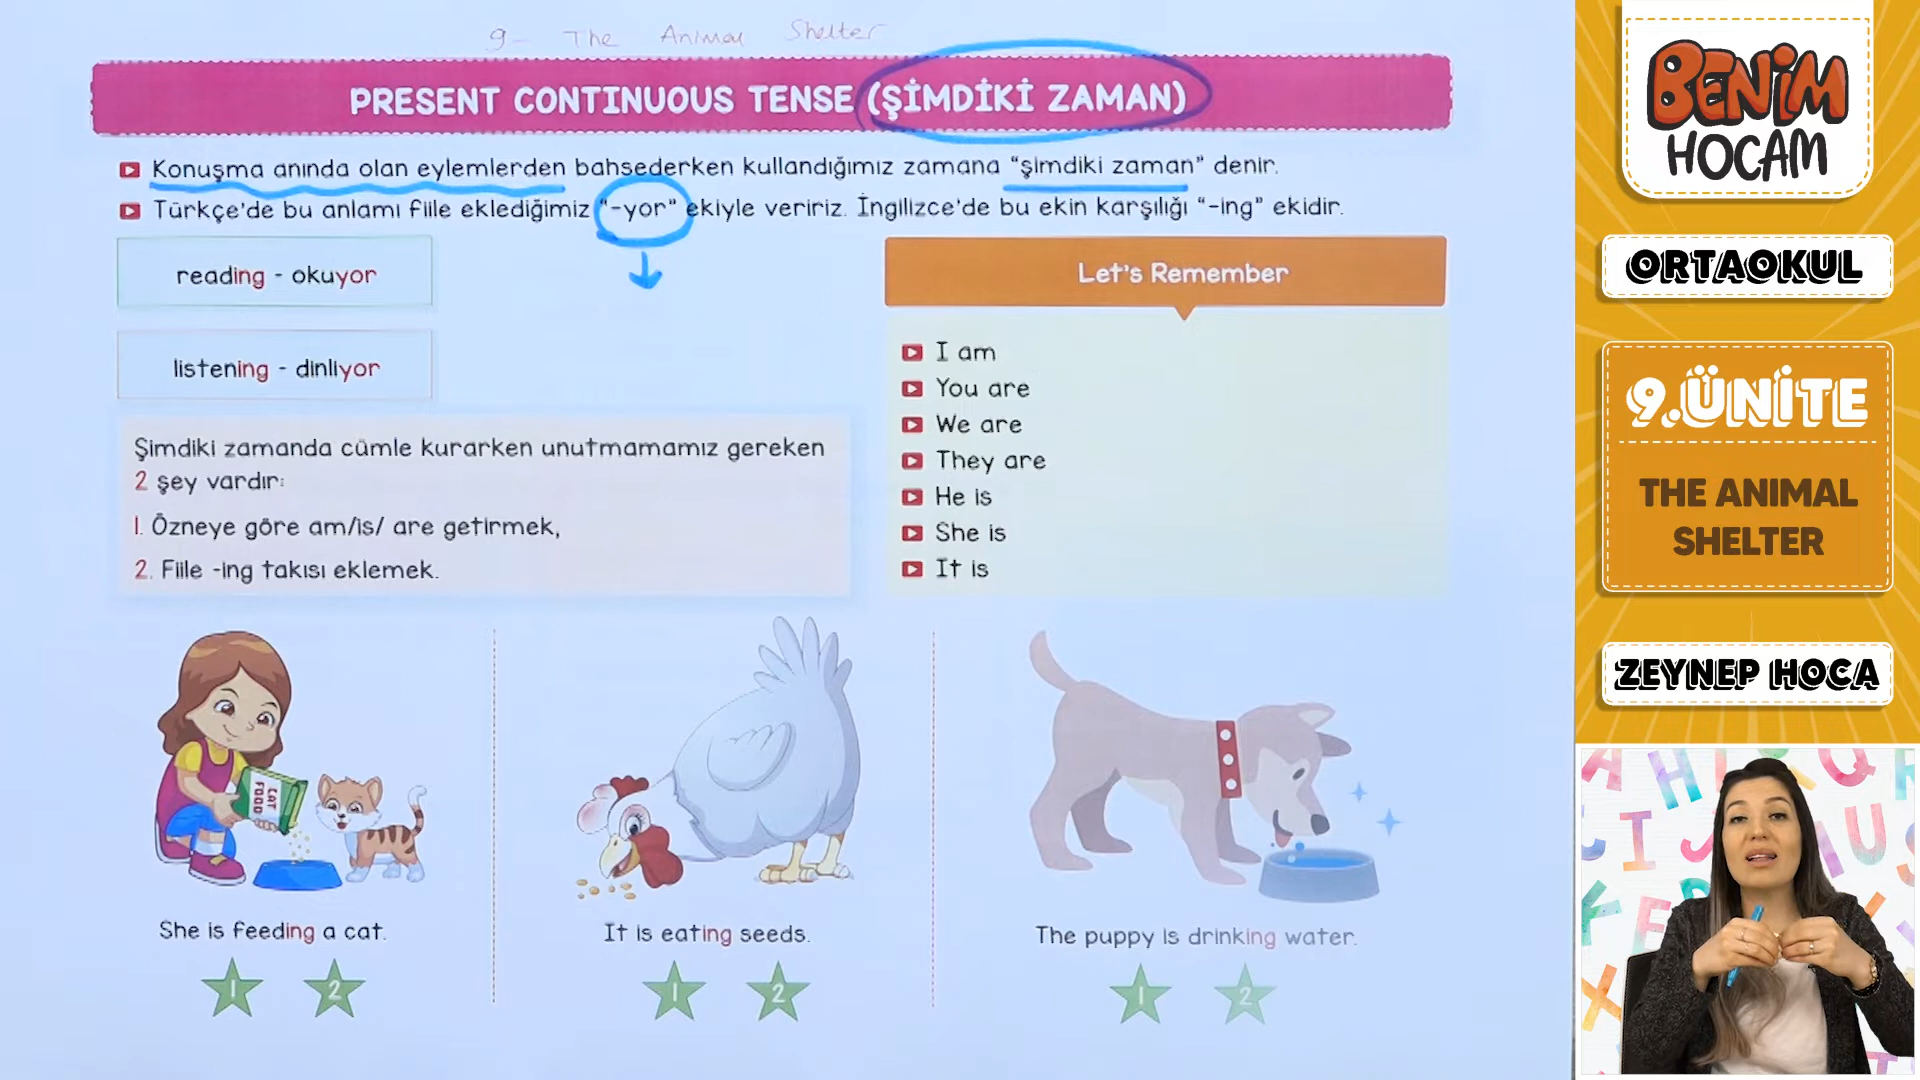 9- The Animal Shelter
PRESENT CONTINUOUS TENSE (ŞİMDİKİ ZAMAN)
Konuşma anında olan eylemlerden bahsederken kullandığımız zamana “şimdiki zaman” denir.
Türkçe'de bu anlamı fiile eklediğimiz “-yor” ekiyle veririz. İngilizce'de bu ekin karşılığı “-ing” ekidir.
reading - okuyor
listening - dinliyor
Şimdiki zamanda cümle kurarken unutmamamız gereken
2 şey vardır:
1. Özneye göre am/is/ are getirmek,
2. Fiile -ing takısı eklemek.
Let's Remember
I am
You are
We are
They are
He is
She is
It is
CAT
FOOD
She is feeding a cat.
1 2
It is eating seeds.
1 2
The puppy is drinking water.
1 2
BENİM
HOCAM
ORTAOKUL
9.ÜNİTE
THE ANIMAL
SHELTER
ZEYNEP HOCA